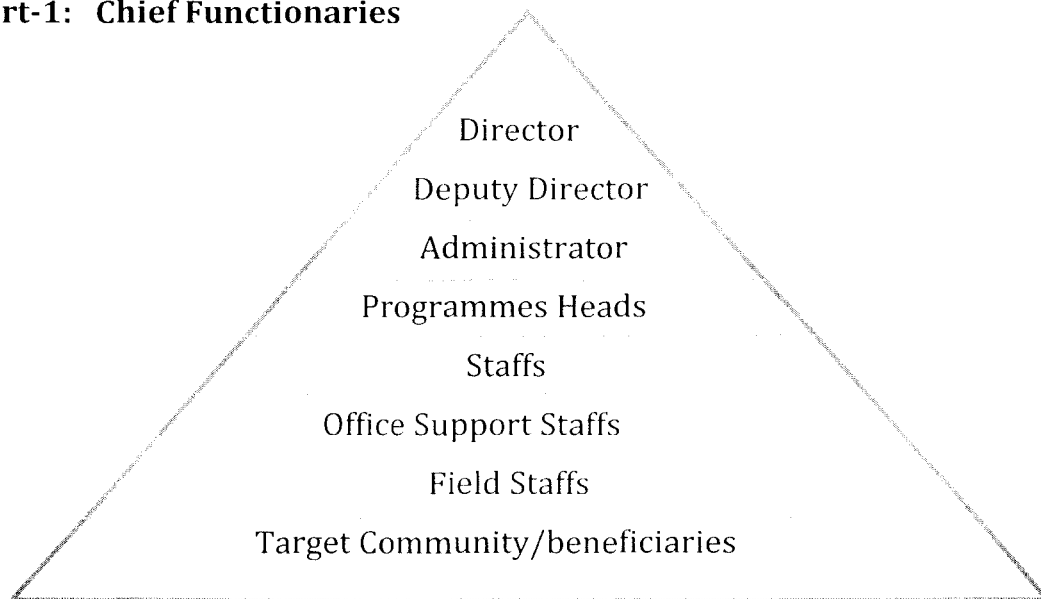 rt-1: Chief Functionaries
Director
Deputy Director
Administrator
Programmes Heads
Staffs
Office Support Staffs
Field Staffs
Target Community/beneficiaries